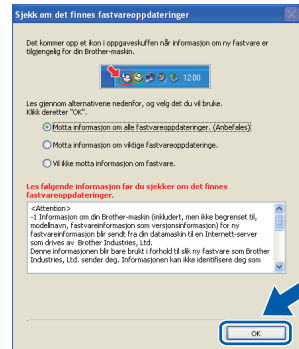 Sjekk om det finnes fastvareoppdateringer
Det kommer opp et ikon i oppgaveskuffen når informasjon om ny fastvare er
tilgjengelig for din Brother-maskin.
12:00
Les gjennom alternativene nedenfor, og velg det du vil bruke.
Klikk deretter "OK".
Motta informasjon om alle fastvareoppdateringer. (Anbefales)
Motta informasjon om viktige fastvareoppdateringe.
Vil ikke motta informasjon om fastvare.
Les følgende informasjon før du sjekker om det finnes
fastvareoppdateringer.
<Attention>
-1 Informasjon om din Brother-maskin (inkludert, men ikke begrenset til,
modellnavn, fastvareinformasjon som versjonsinformasjon) for ny
fastvareinformasjon blir sendt fra din datamaskin til en Internett-server
som drives av Brother Industries, Ltd.
Denne informasjonen blir bare brukt i forhold til slik ny fastvare som Brother
Industries, Ltd. sender deg. Informasjonen kan ikke identifisere deg som
OK